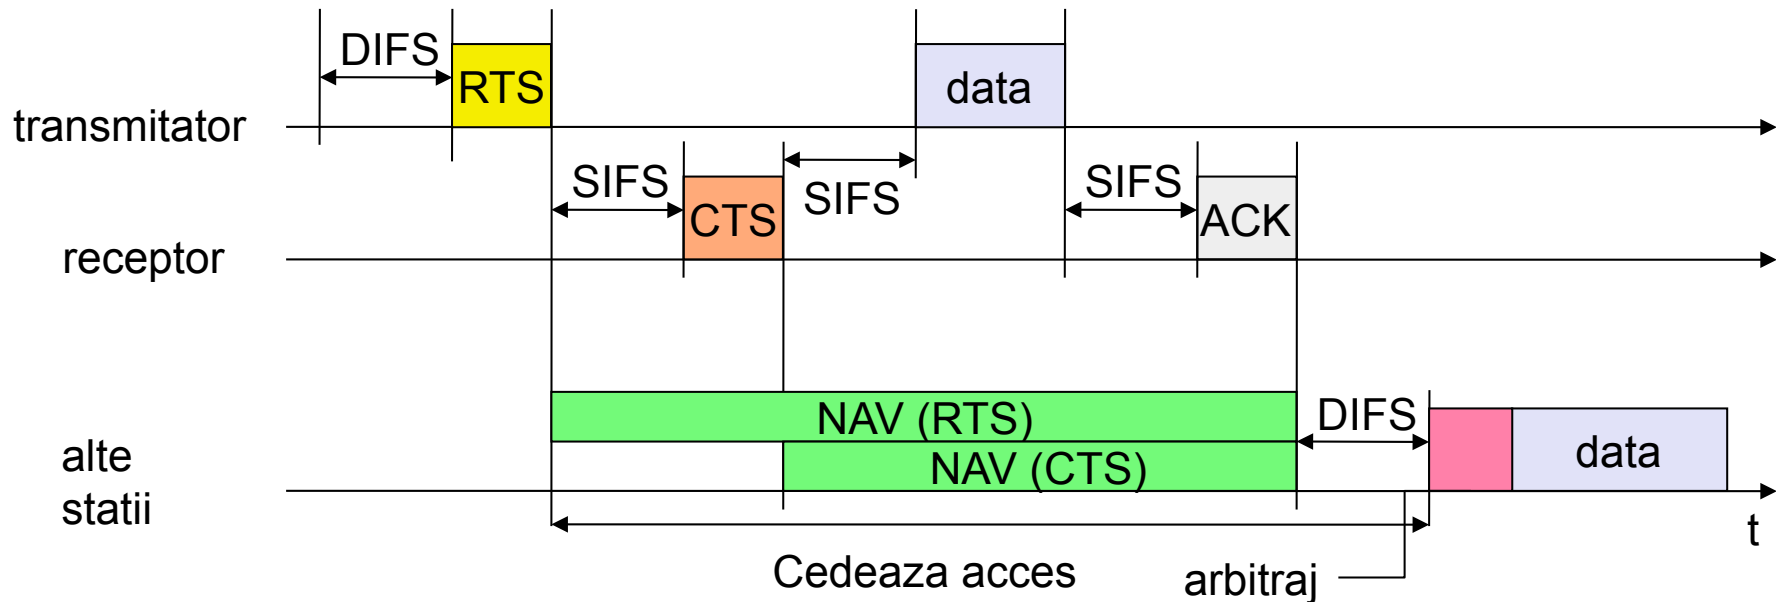 DIFS
RTS
data
transmitator
SIFS
CTS
SIFS
SIFS
ACK
receptor
NAV (RTS)
DIFS
NAV (CTS)
data
alte
statii
t
Cedeaza acces
arbitraj